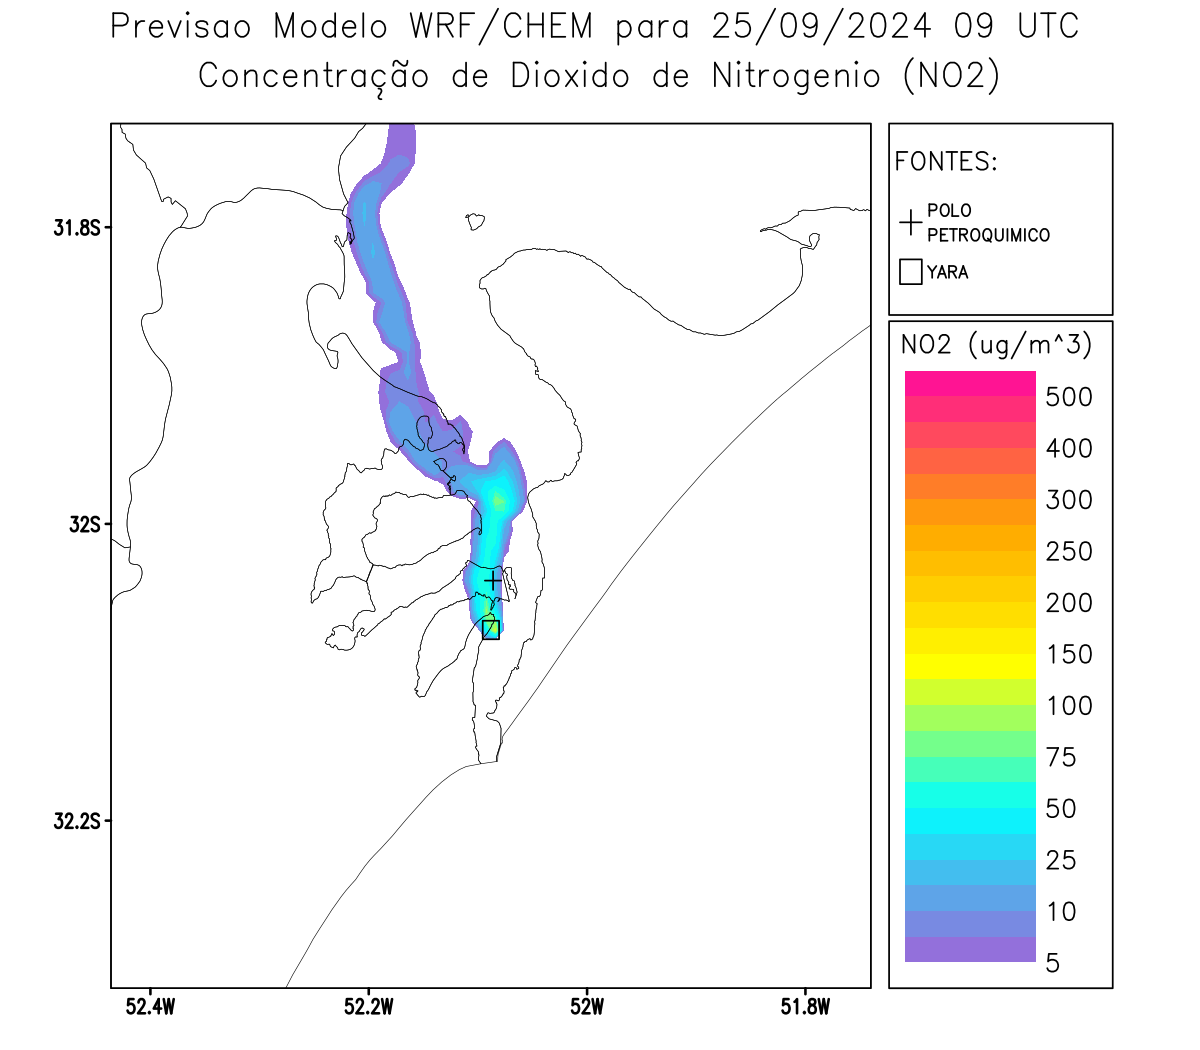 Previsao Modelo WRF/CHEM para 25/09/2024 09 UTC
Concentração de Dioxido de Nitrogenio (NO2)
FONTES:
POLO
PETROQUIMICO
YARA
NO2 (ug/m^3)
500
400
300
250
200
150
100
75
50
25
10
5
31.8S
32S
32.2S
52.4W
52.2W
52W
51.8W